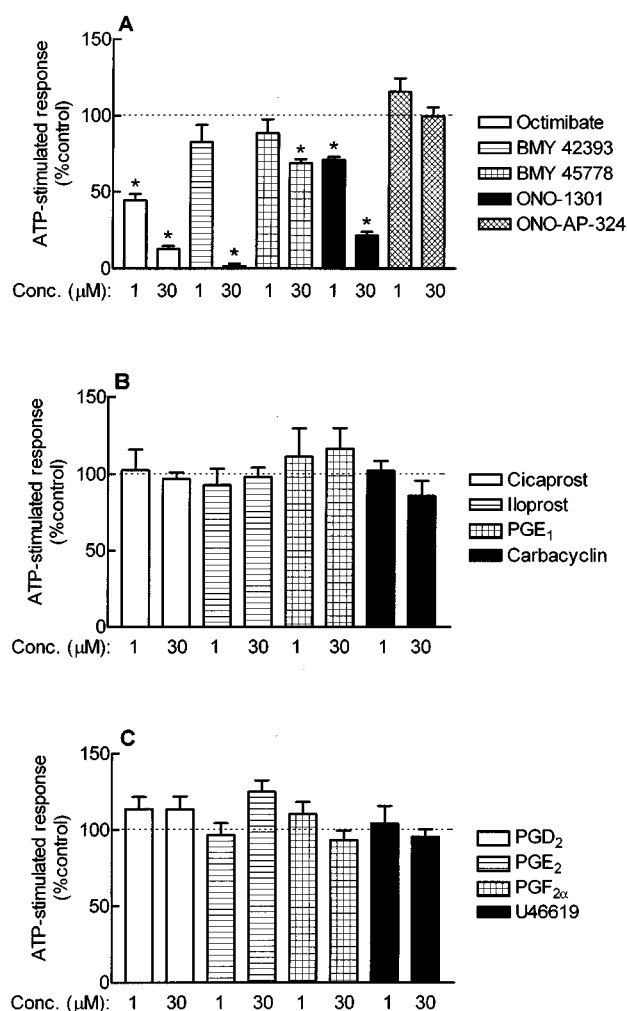 A
ATP-stimulated response
(%control)
150
100
50
0
* * * * *
Octimibate
BMY 42393
BMY 45778
ONO-1301
ONO-AP-324
Conc. (μM): 1 30 1 30 1 30 1 30 1 30
B
ATP-stimulated response
(%control)
150
100
50
0
Cicaprost
Iloprost
PGE1
Carbacyclin
Conc. (μM): 1 30 1 30 1 30 1 30
C
ATP-stimulated response
(%control)
150
100
50
0
PGD2
PGE2
PGF2α
U46619
Conc. (μM): 1 30 1 30 1 30 1 30